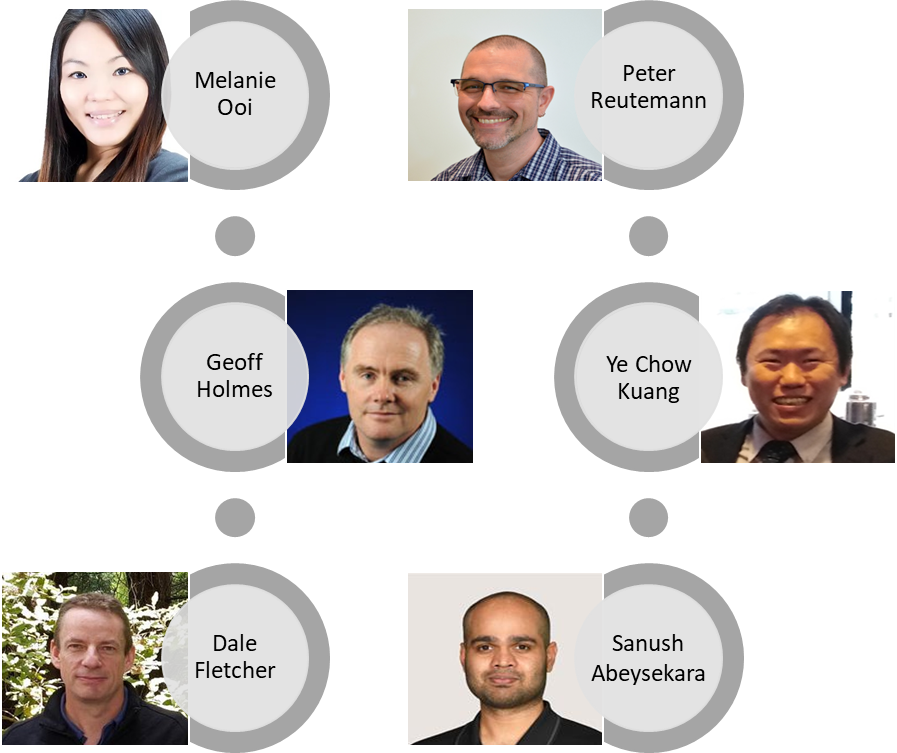 Melanie
Ooi
Peter
Reutemann
Geoff
Holmes
Ye Chow
Kuang
Dale
Fletcher
Sanush
Abeysekara